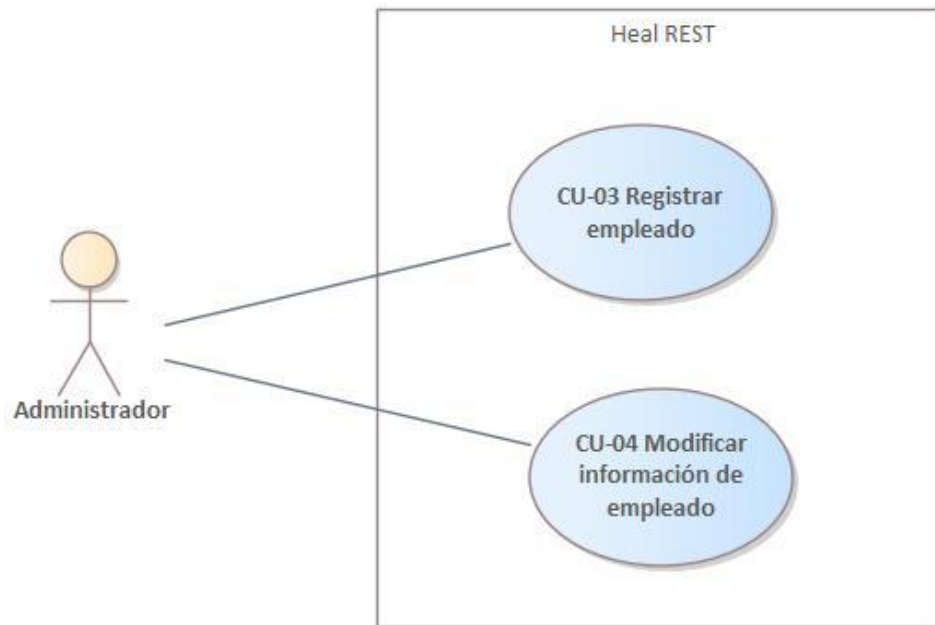 Heal REST
CU-03 Registrar
empleado
Administrador
CU-04 Modificar
información de
empleado